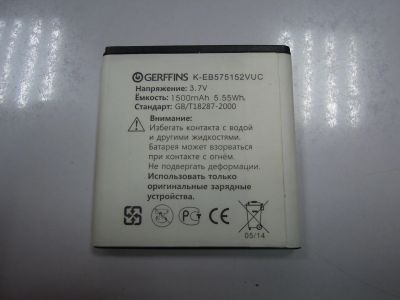 GERFFINS K-EB575152VUC
Напряжение: 3.7V
Ёмкость: 1500mAh 5.55Wh
Стандарт: GB/T18287-2000
ВНИМАНИЕ!
Избегать контакта с водой
и другими жидкостями.
Батарея может взорваться
при контакте с огнём.
Не подвергать деформации.
Использовать только
оригинальные зарядные
устройства.
05/14